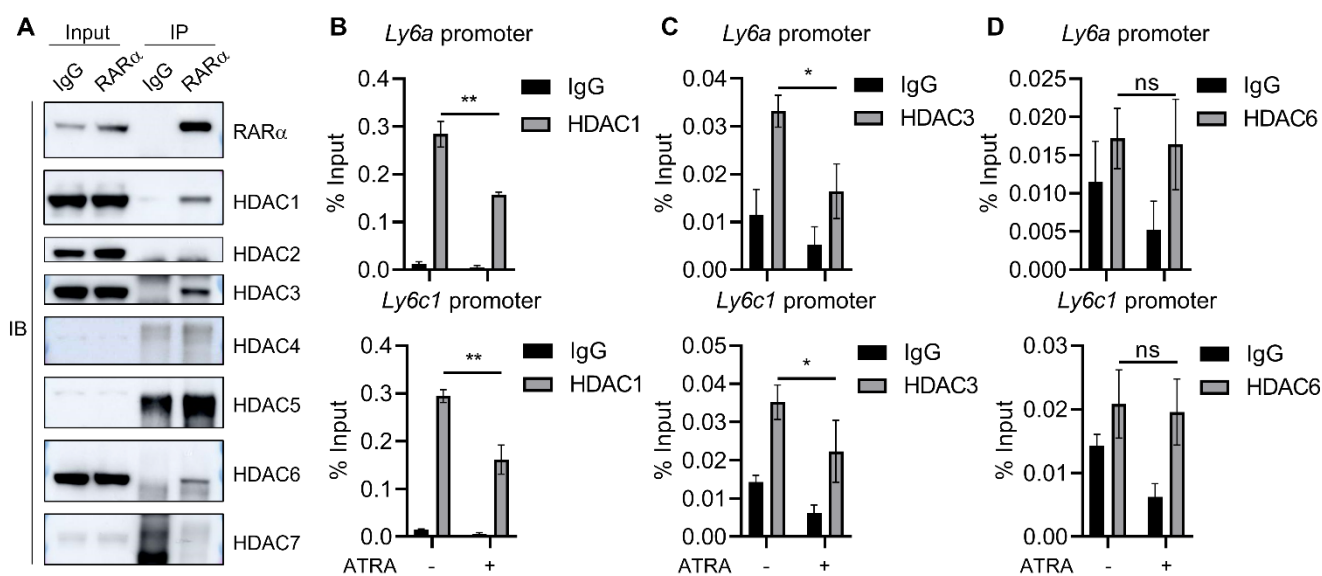 A
Input IP
IgG RARα IgG RARα
IB
RARα
HDAC1
HDAC2
HDAC3
HDAC4
HDAC5
HDAC6
HDAC7
B
Ly6a promoter
% Input
0.4
0.3
0.2
0.1
0.0
**
IgG
HDAC1
Ly6c1 promoter
% Input
0.4
0.3
0.2
0.1
0.0
**
IgG
HDAC1
ATRA - +
C
Ly6a promoter
% Input
0.04
0.03
0.02
0.01
0.00
*
IgG
HDAC3
Ly6c1 promoter
% Input
0.05
0.04
0.03
0.02
0.01
0.00
*
IgG
HDAC3
ATRA - +
D
Ly6a promoter
% Input
0.025
0.020
0.015
0.010
0.005
0.000
ns
IgG
HDAC6
Ly6c1 promoter
% Input
0.03
0.02
0.01
0.00
ns
IgG
HDAC6
ATRA - +